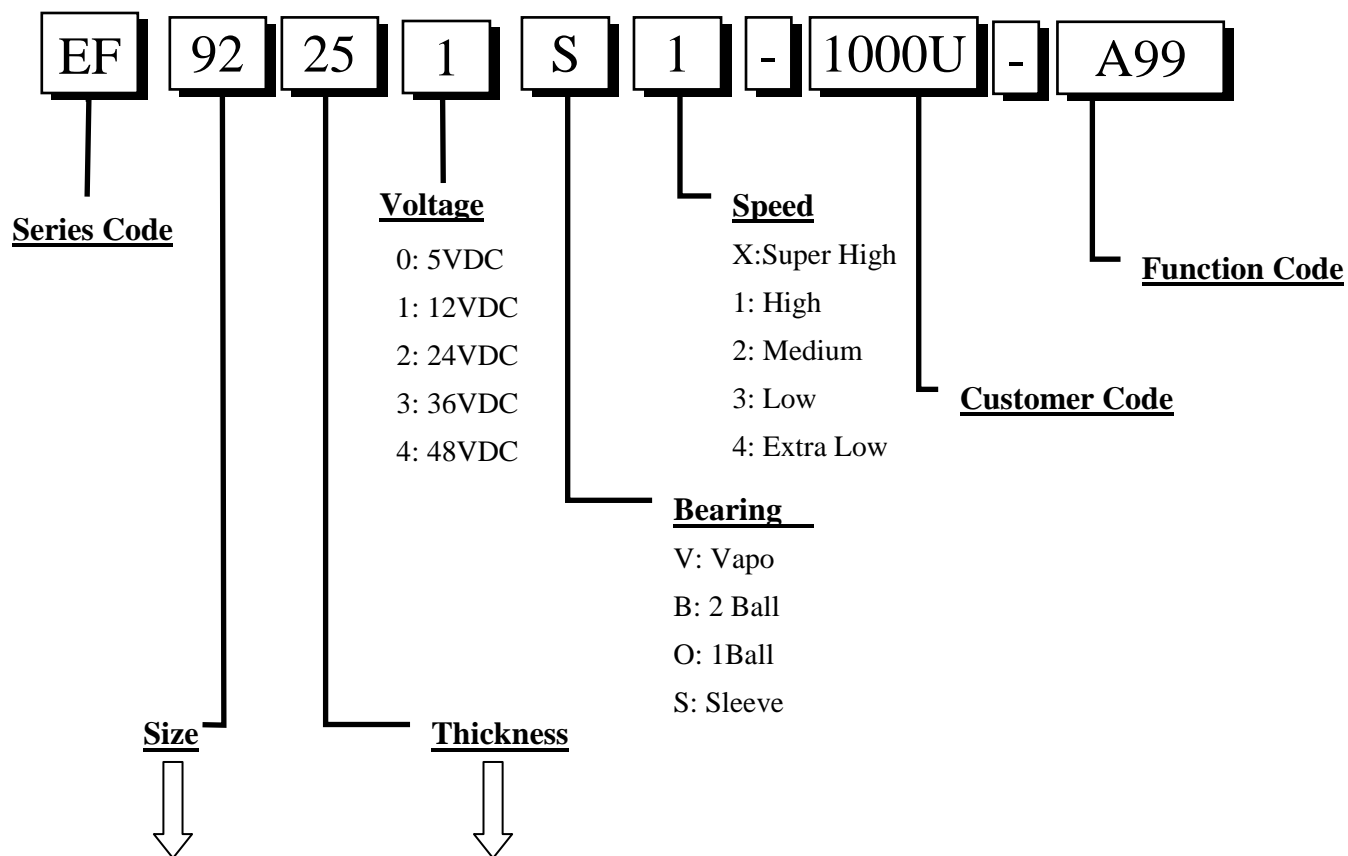 EF 92 25 1 S 1 - 1000U - A99
Series Code
Voltage
0: 5VDC
1: 12VDC
2: 24VDC
3: 36VDC
4: 48VDC
Speed
X:Super High
1: High
2: Medium
3: Low
4: Extra Low
Function Code
Customer Code
Bearing
V: Vapo
B: 2 Ball
O: 1Ball
S: Sleeve
Size
Thickness